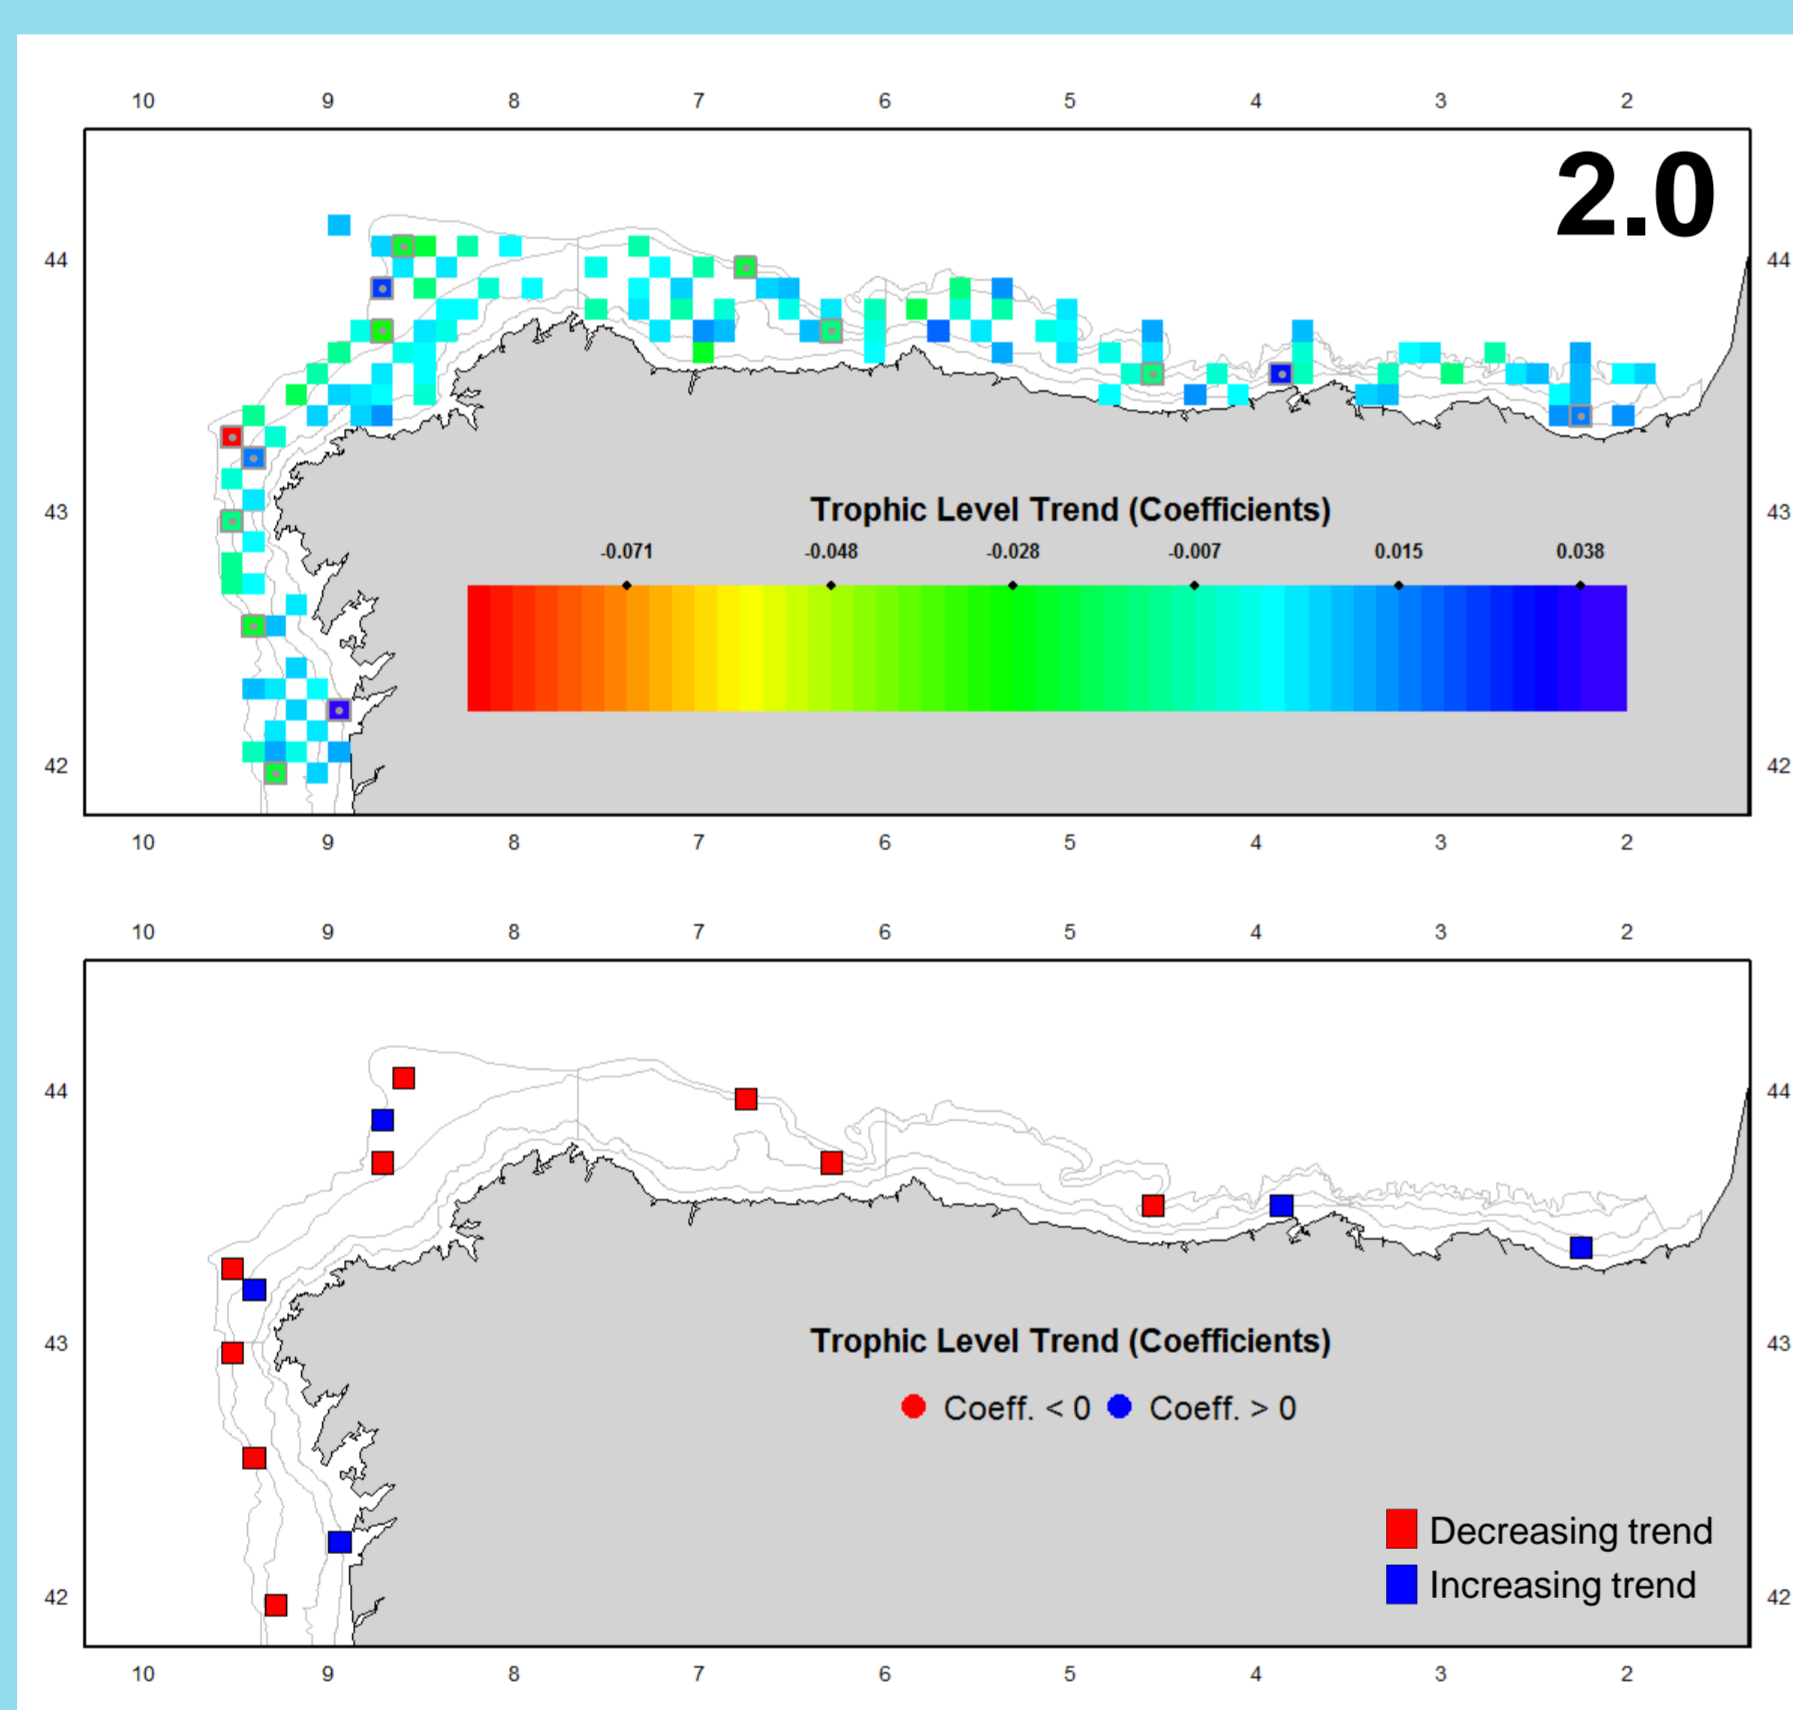 10 9 8 7 6 5 4 3 2
2.0
44 44
43 43
Trophic Level Trend (Coefficients)
-0.071 -0.048 -0.028 -0.007 0.015 0.038
42 42
10 9 8 7 6 5 4 3 2
10 9 8 7 6 5 4 3 2
44 44
43 43
Trophic Level Trend (Coefficients)
Coeff. < 0 Coeff. > 0
Decreasing trend
Increasing trend
42 42
10 9 8 7 6 5 4 3 2